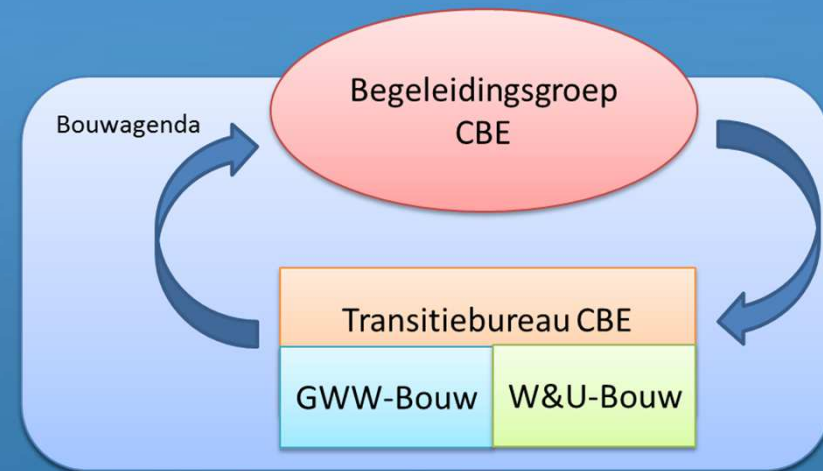 Begeleidingsgroep
CBE
Bouwagenda
Transitiebureau CBE
GWW-Bouw
W&U-Bouw